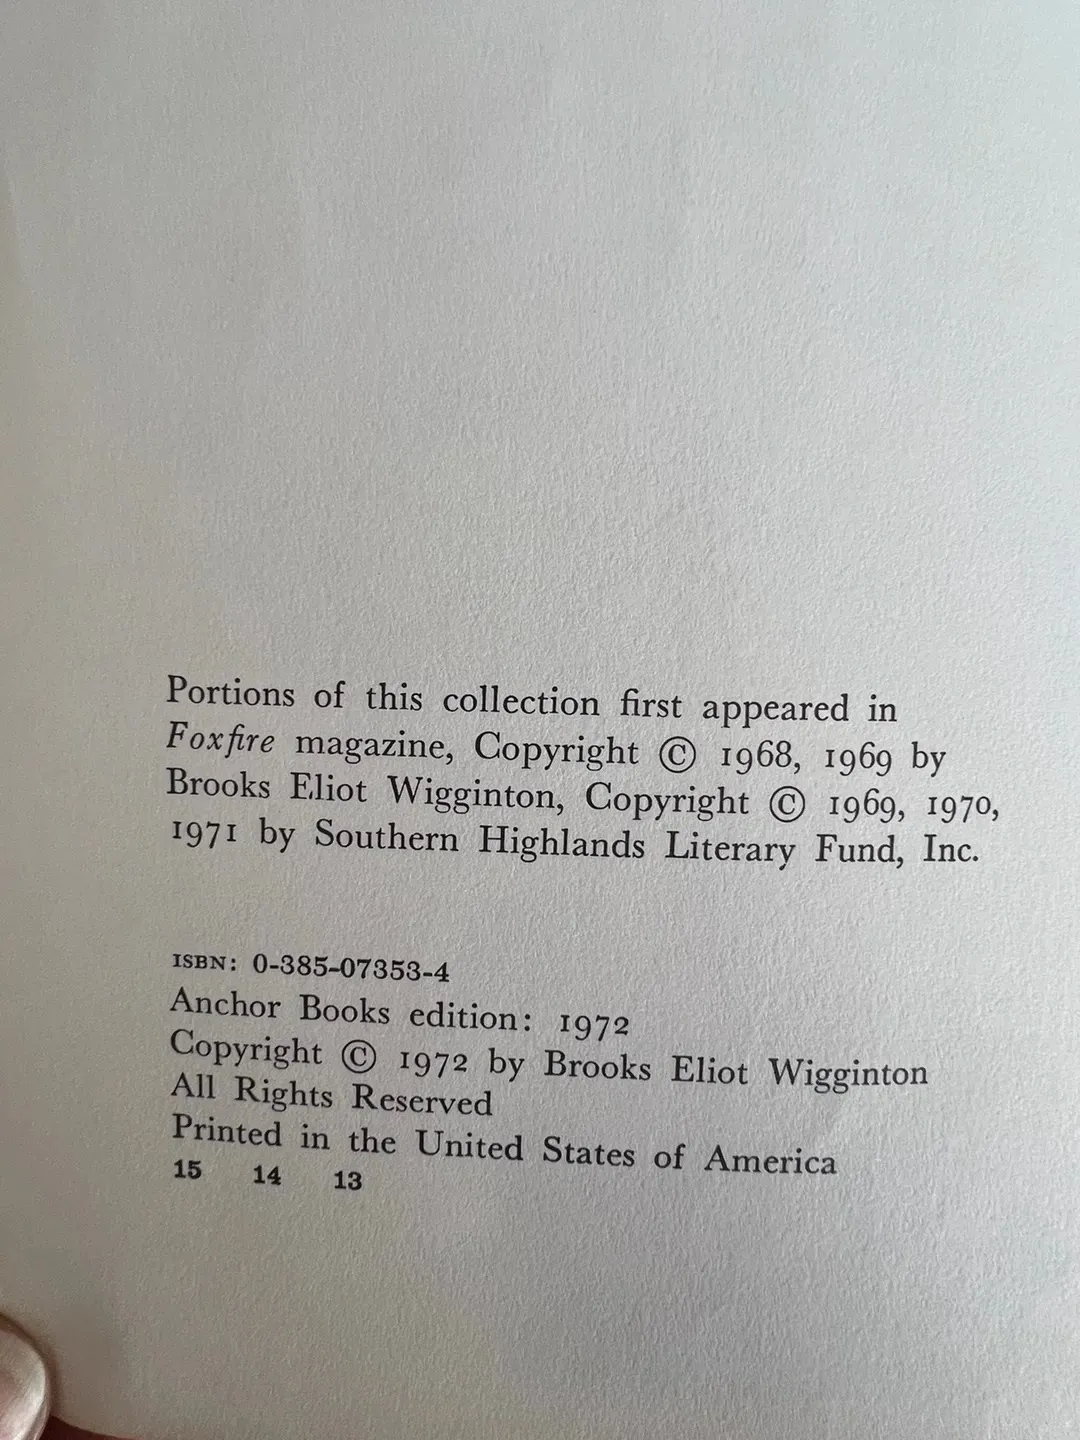 Portions of this collection first appeared in
Foxfire magazine, Copyright © 1968, 1969 by
Brooks Eliot Wigginton, Copyright © 1969, 1970,
1971 by Southern Highlands Literary Fund, Inc.
ISBN: 0-385-07353-4
Anchor Books edition: 1972
Copyright © 1972 by Brooks Eliot Wigginton
All Rights Reserved
Printed in the United States of America
15 14 13